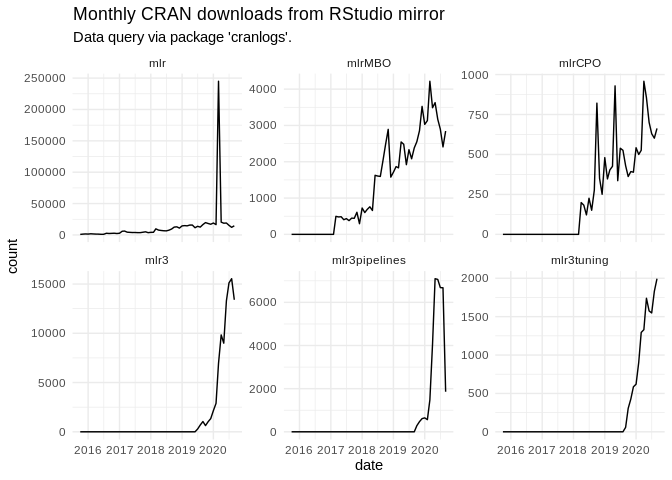 Monthly CRAN downloads from RStudio mirror
Data query via package 'cranlogs'.
mlr
mlrMBO
mlrCPO
250000
200000
150000
100000
50000
0
4000
3000
2000
1000
0
1000
750
500
250
0
count
mlr3
mlr3pipelines
mlr3tuning
15000
10000
5000
0
6000
4000
2000
0
2000
1500
1000
500
0
2016 2017 2018 2019 2020
2016 2017 2018 2019 2020
2016 2017 2018 2019 2020
date